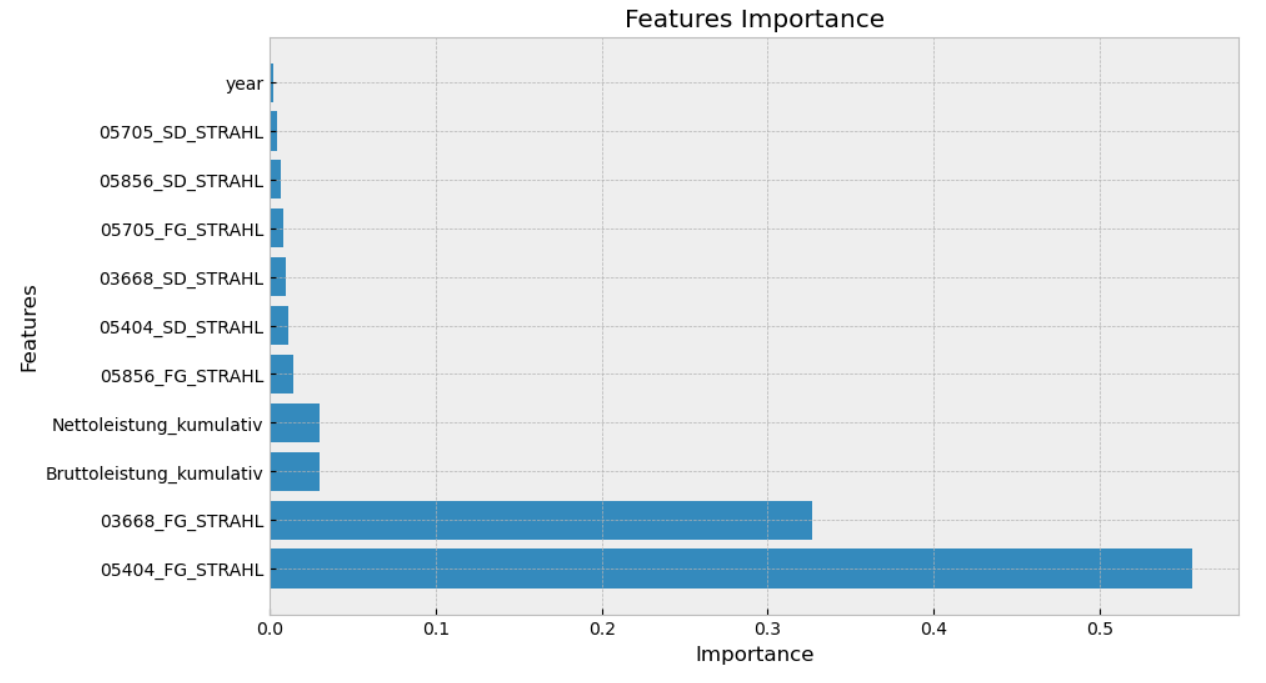 Features Importance
year
05705_SD_STRAHL
05856_SD_STRAHL
05705_FG_STRAHL
03668_SD_STRAHL
05404_SD_STRAHL
05856_FG_STRAHL
Nettoleistung_kumulativ
Bruttoleistung_kumulativ
03668_FG_STRAHL
05404_FG_STRAHL
Features
0.0 0.1 0.2 0.3 0.4 0.5
Importance